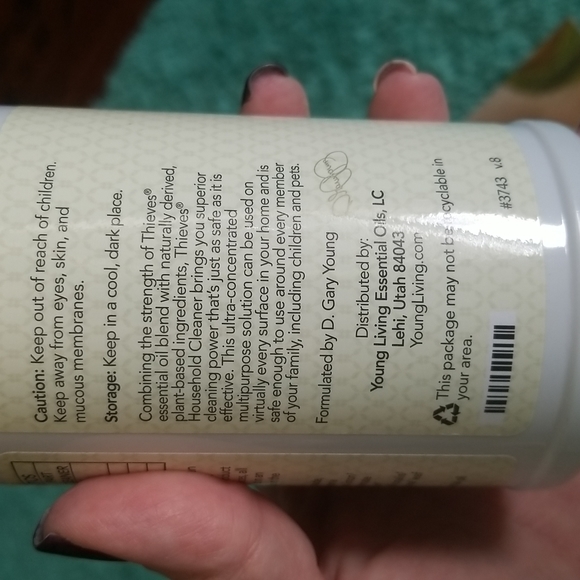 Caution: Keep out of reach of children.
Keep away from eyes, skin, and
mucous membranes.
Storage: Keep in a cool, dark place.
Combining the strength of Thieves®
essential oil blend with naturally derived,
plant-based ingredients, Thieves®
Household Cleaner brings you superior
cleaning power that's just as safe as it is
effective. This ultra-concentrated
multipurpose solution can be used on
virtually every surface in your home and is
safe enough to use around every member
of your family, including children and pets.
Formulated by D. Gary Young
Distributed by:
Young Living Essential Oils, LC
Lehi, Utah 84043
YoungLiving.com
This package may not be recyclable in
your area.
#3743 v.8